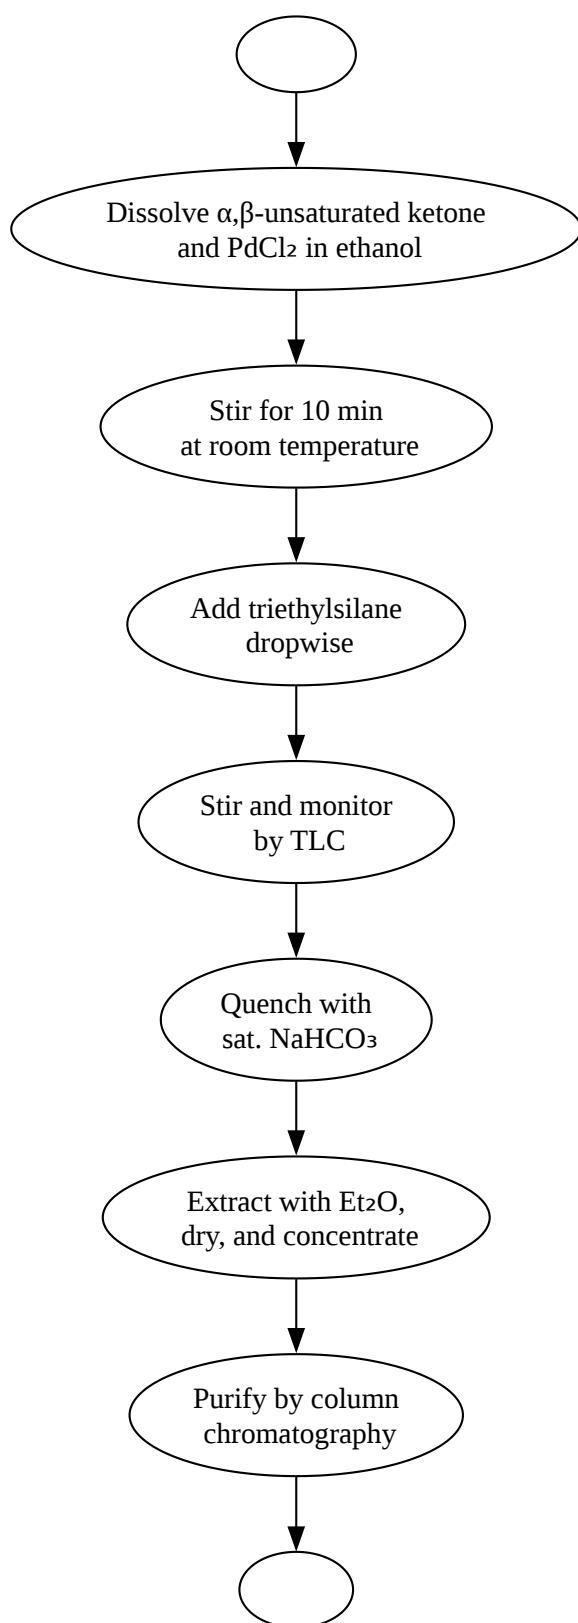 Dissolve α,β-unsaturated ketone
and PdCl₂ in ethanol
Stir for 10 min
at room temperature
Add triethylsilane
dropwise
Stir and monitor
by TLC
Quench with
sat. NaHCO₃
Extract with Et₂O,
dry, and concentrate
Purify by column
chromatography